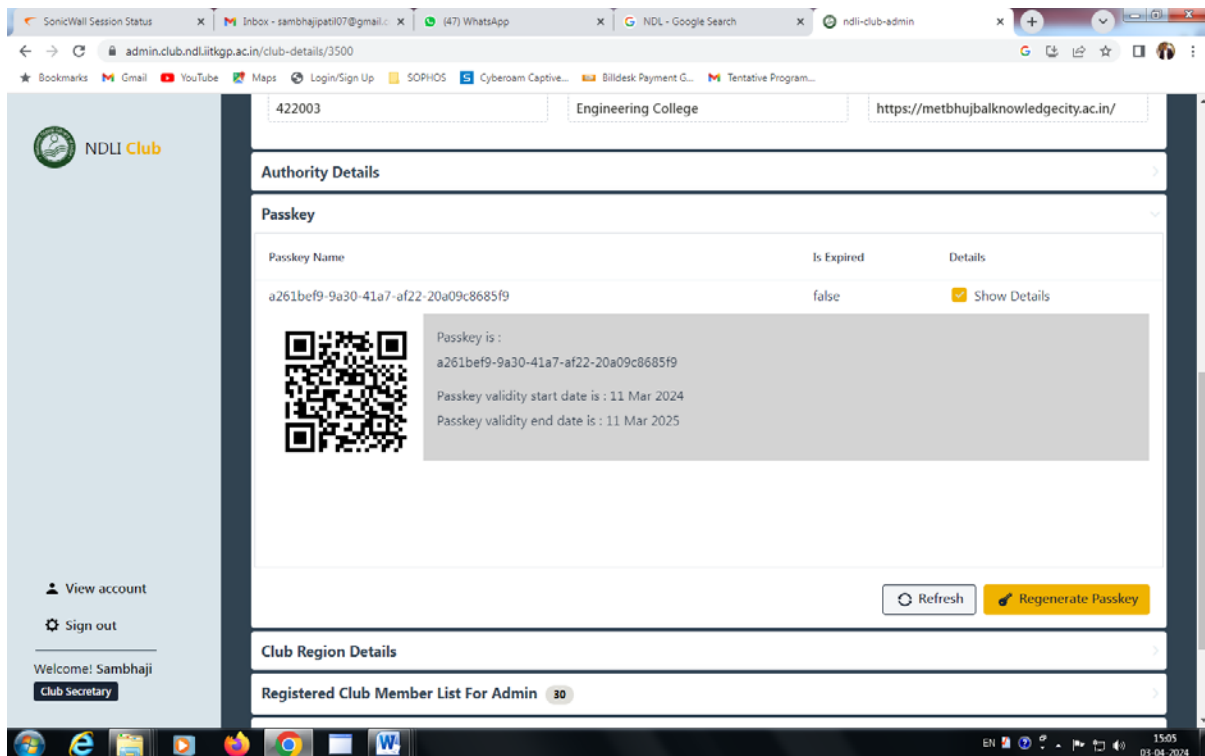 SonicWall Session Status
Inbox - sambhajipatil07@gmail.c
(47) WhatsApp
NDL - Google Search
ndli-club-admin
admin.club.ndl.iitkgp.ac.in/club-details/3500
Bookmarks Gmail YouTube Maps Login/Sign Up SOPHOS Cyberoam Captive... Billdesk Payment G... Tentative Program...
422003 Engineering College https://metbhujbalknowledgecity.ac.in/
NDLI Club
Authority Details
Passkey
Passkey Name Is Expired Details
a261bef9-9a30-41a7-af22-20a09c8685f9 false Show Details
Passkey is :
a261bef9-9a30-41a7-af22-20a09c8685f9
Passkey validity start date is : 11 Mar 2024
Passkey validity end date is : 11 Mar 2025
View account
Refresh Regenerate Passkey
Sign out
Club Region Details
Welcome! Sambhaji
Club Secretary
Registered Club Member List For Admin 30
EN 15:05
03-04-2024